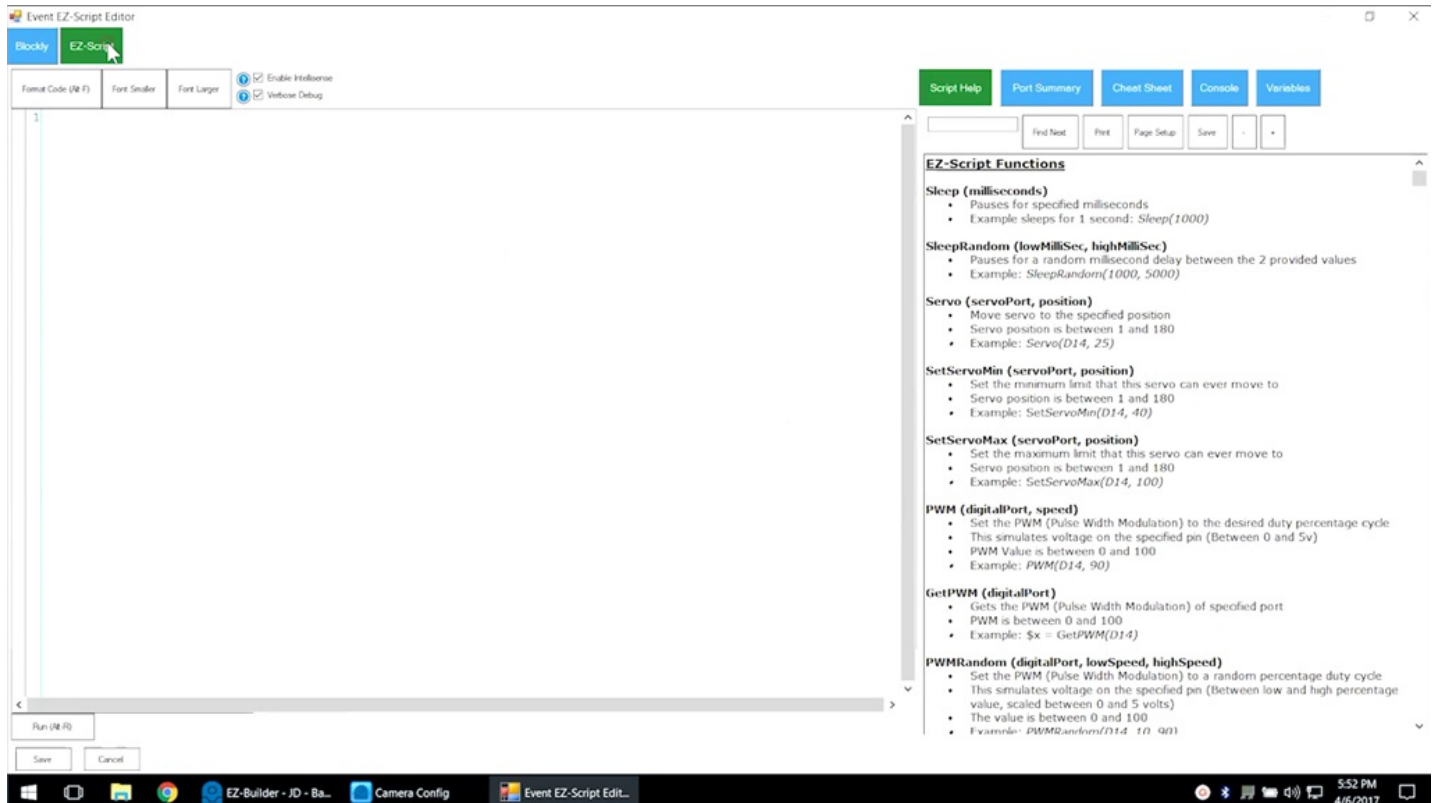 Event EZ-Script Editor
Blockly EZ-Script
Format Code (Alt-F) Font Smaller Font Larger Enable Intellisense
Verbose Debug
Script Help Port Summary Cheat Sheet Console Variables
Find Next Print Page Setup Save - +
1
EZ-Script Functions
Sleep (milliseconds)
• Pauses for specified milliseconds
• Example sleeps for 1 second: Sleep(1000)
SleepRandom (lowMilliSec, highMilliSec)
• Pauses for a random millisecond delay between the 2 provided values
• Example: SleepRandom(1000, 5000)
Servo (servoPort, position)
• Move servo to the specified position
• Servo position is between 1 and 180
• Example: Servo(D14, 25)
SetServoMin (servoPort, position)
• Set the minimum limit that this servo can ever move to
• Servo position is between 1 and 180
• Example: SetServoMin(D14, 40)
SetServoMax (servoPort, position)
• Set the maximum limit that this servo can ever move to
• Servo position is between 1 and 180
• Example: SetServoMax(D14, 100)
PWM (digitalPort, speed)
• Set the PWM (Pulse Width Modulation) to the desired duty percentage cycle
• This simulates voltage on the specified pin (Between 0 and 5v)
• PWM Value is between 0 and 100
• Example: PWM(D14, 90)
GetPWM (digitalPort)
• Gets the PWM (Pulse Width Modulation) of specified port
• PWM is between 0 and 100
• Example: $x = GetPWM(D14)
PWMRandom (digitalPort, lowSpeed, highSpeed)
• Set the PWM (Pulse Width Modulation) to a random percentage duty cycle
• This simulates voltage on the specified pin (Between low and high percentage
value, scaled between 0 and 5 volts)
• The value is between 0 and 100
• Example: PWMRandom(D14, 10, 90)
Run (Alt-R)
Save Cancel
EZ-Builder - JD - Ba... Camera Config Event EZ-Script Edit... 5:52 PM
4/6/2017